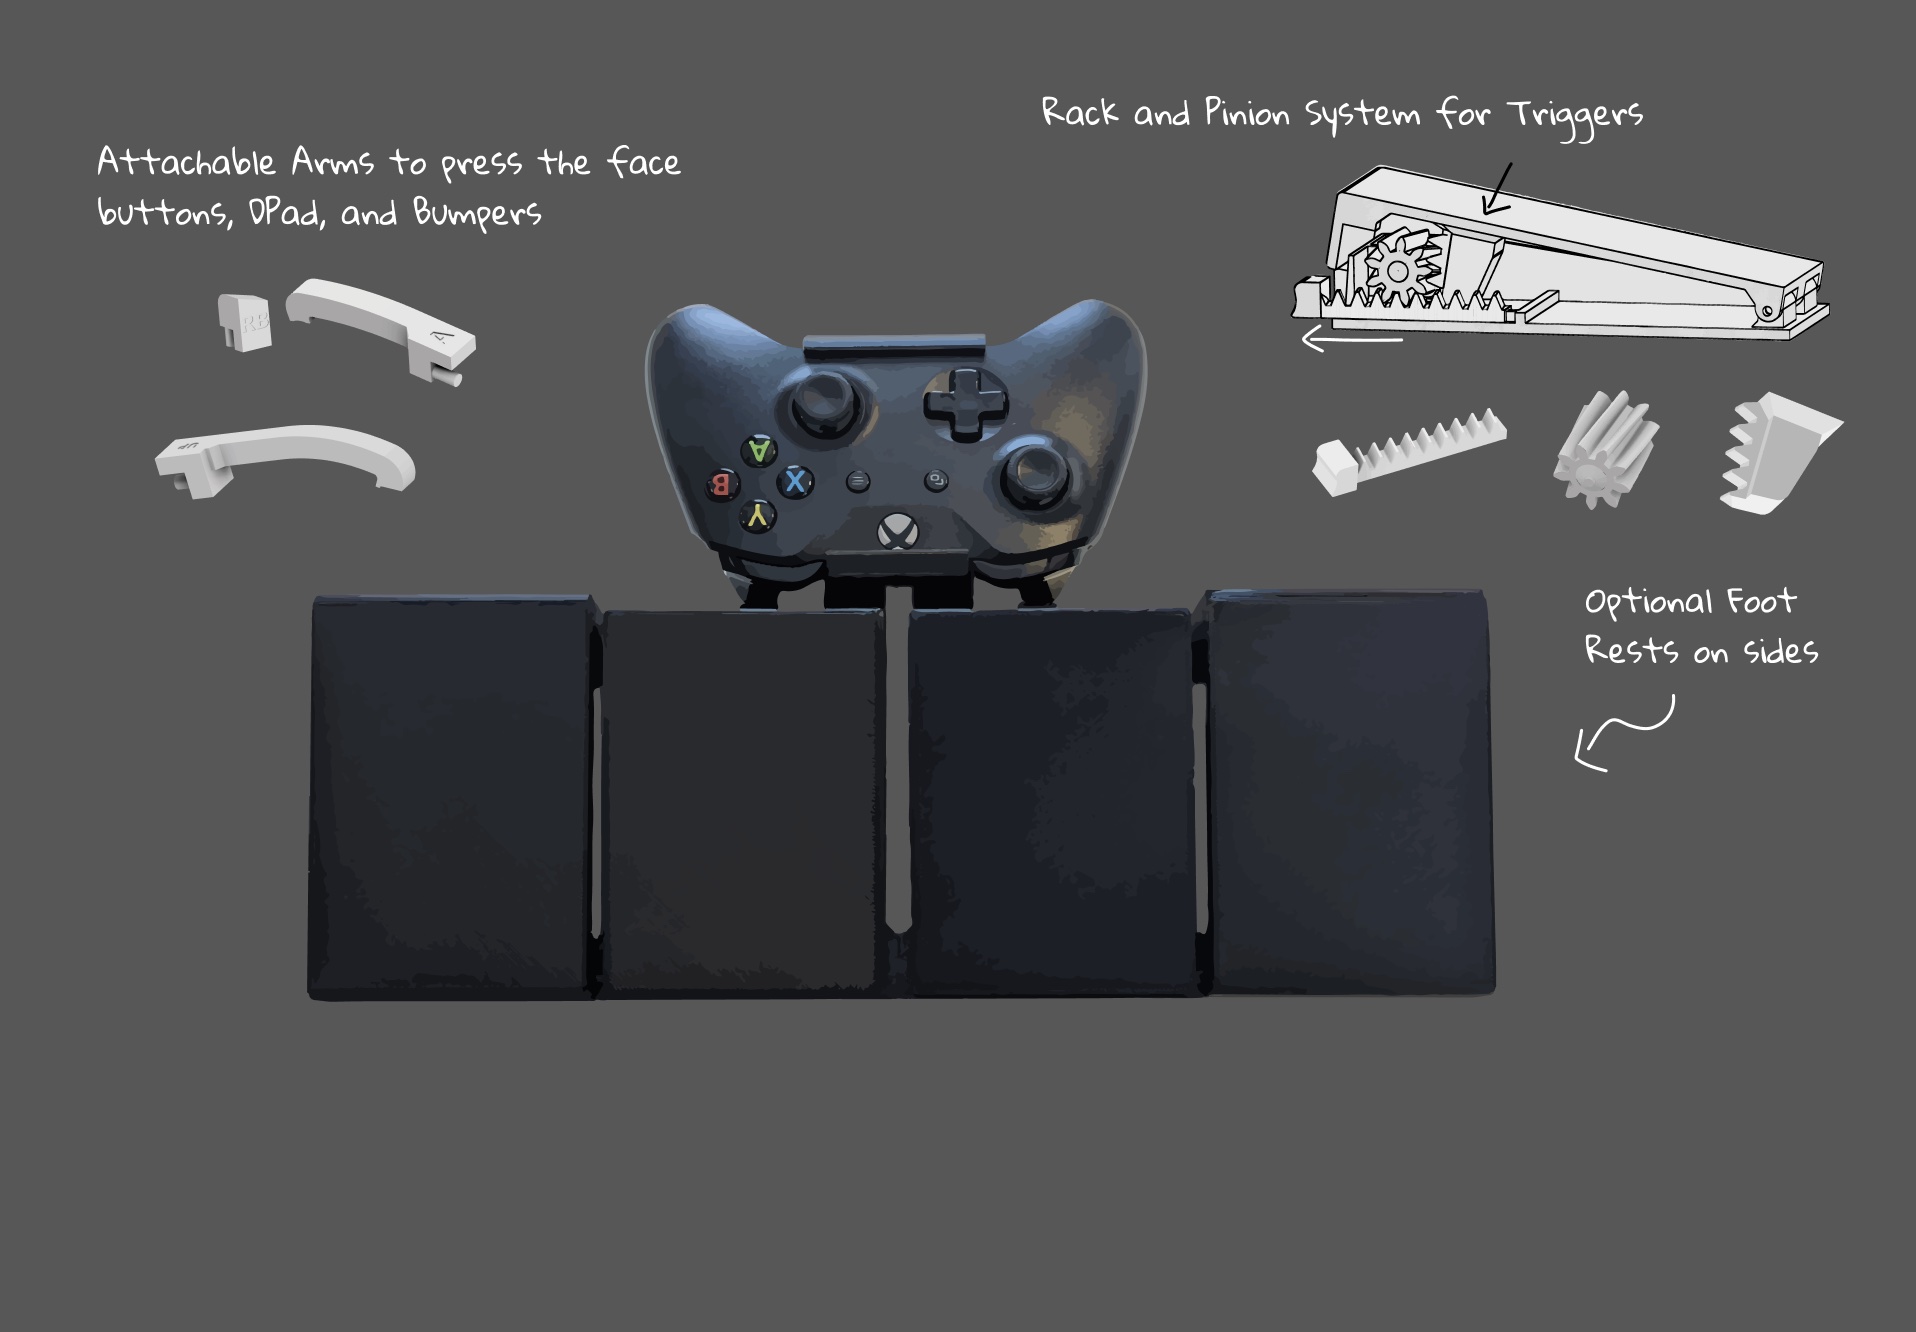 Rack and Pinion System for Triggers
Attachable Arms to press the face
buttons, DPad, and Bumpers
RB
A
UP
A
B
X
Y
Optional Foot
Rests on sides